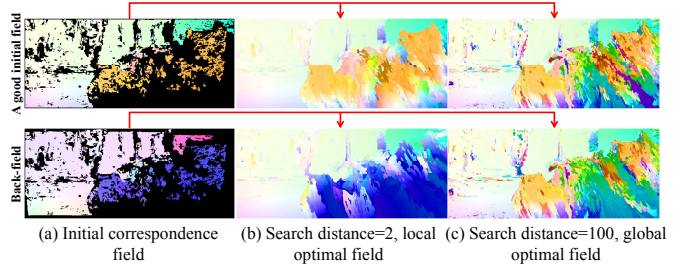 A good initial field
Back-field
(a) Initial correspondence
field
(b) Search distance=2, local
optimal field
(c) Search distance=100, global
optimal field